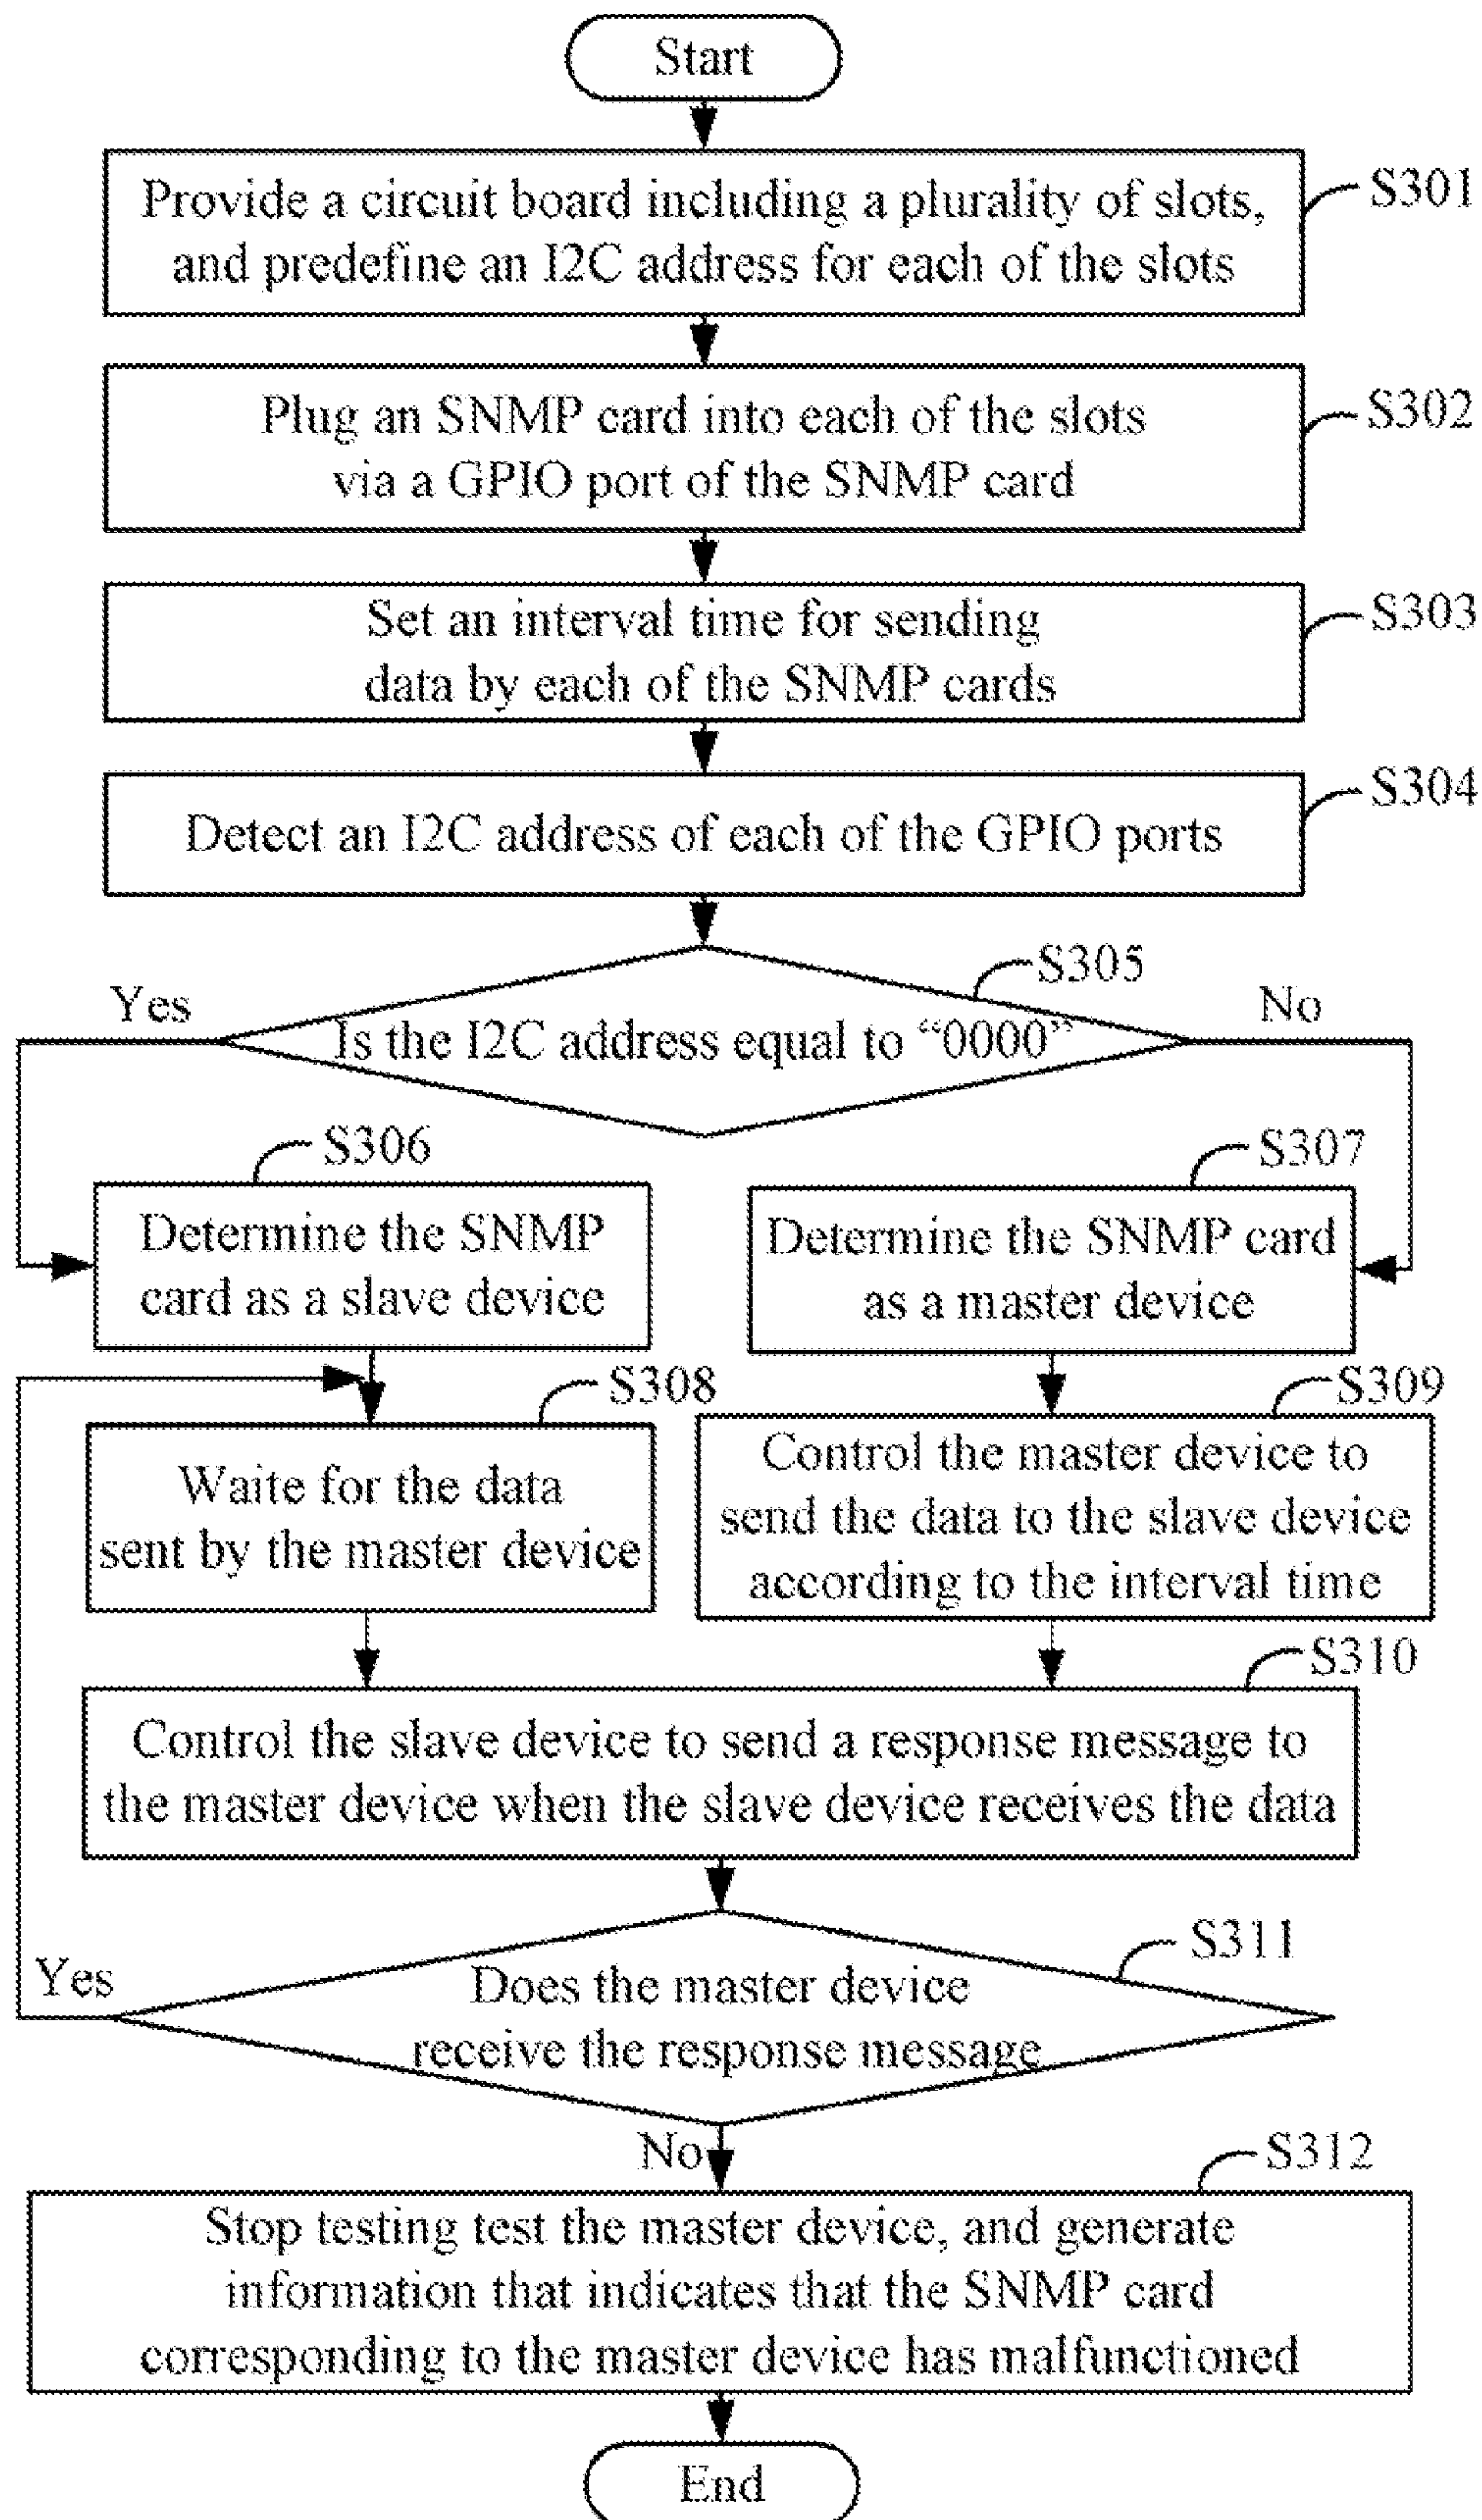 Start
Provide a circuit board including a plurality of slots,
and predefine an I2C address for each of the slots
S301
Plug an SNMP card into each of the slots
via a GPIO port of the SNMP card
S302
Set an interval time for sending
data by each of the SNMP cards
S303
Detect an I2C address of each of the GPIO ports
S304
S305
Yes
No
Is the I2C address equal to “0000”
S306
S307
Determine the SNMP
card as a slave device
Determine the SNMP card
as a master device
S308
S309
Waite for the data
sent by the master device
Control the master device to
send the data to the slave device
according to the interval time
S310
Control the slave device to send a response message to
the master device when the slave device receives the data
S311
Yes
Does the master device
receive the response message
No
S312
Stop testing test the master device, and generate
information that indicates that the SNMP card
corresponding to the master device has malfunctioned
End